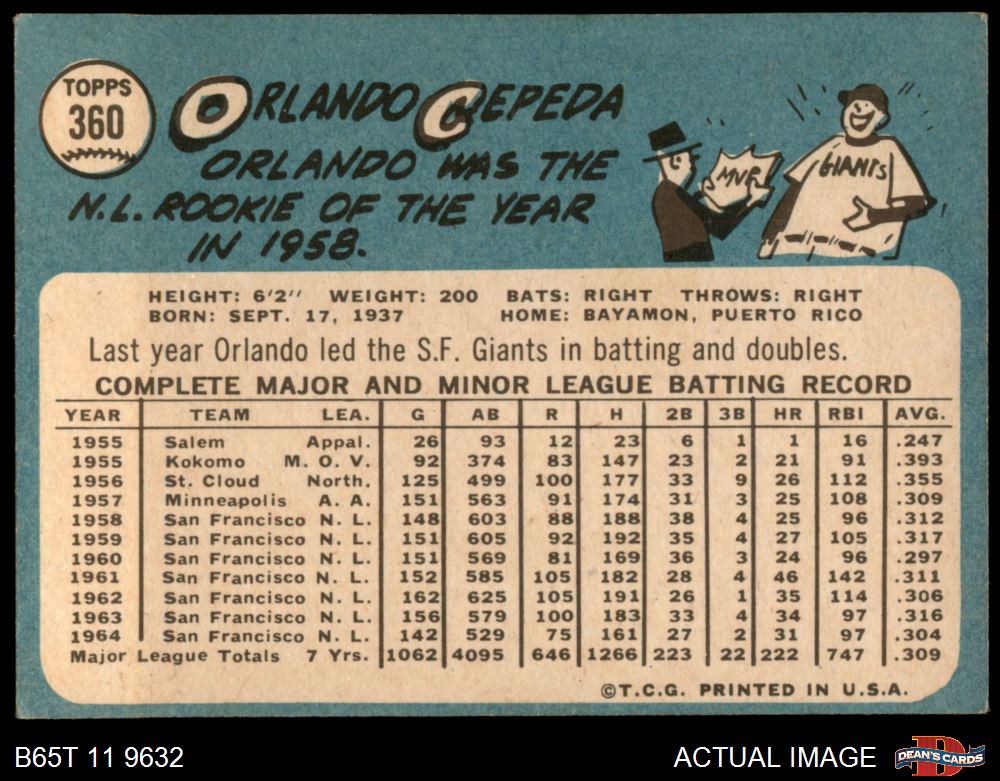 TOPPS
360
ORLANDO CEPEDA
ORLANDO WAS THE
N.L. ROOKIE OF THE YEAR
IN 1958.
MVP
GIANTS
HEIGHT: 6'2" WEIGHT: 200 BATS: RIGHT THROWS: RIGHT
BORN: SEPT. 17, 1937 HOME: BAYAMON, PUERTO RICO
Last year Orlando led the S.F. Giants in batting and doubles.
COMPLETE MAJOR AND MINOR LEAGUE BATTING RECORD
YEAR TEAM LEA. G AB R H 2B 3B HR RBI AVG.
1955 Salem Appal. 26 93 12 23 6 1 1 16 .247
1955 Kokomo M. O. V. 92 374 83 147 23 2 21 91 .393
1956 St. Cloud North. 125 499 100 177 33 9 26 112 .355
1957 Minneapolis A. A. 151 563 91 174 31 3 25 108 .309
1958 San Francisco N. L. 148 603 88 188 38 4 25 96 .312
1959 San Francisco N. L. 151 605 92 192 35 4 27 105 .317
1960 San Francisco N. L. 151 569 81 169 36 3 24 96 .297
1961 San Francisco N. L. 152 585 105 182 28 4 46 142 .311
1962 San Francisco N. L. 162 625 105 191 26 1 35 114 .306
1963 San Francisco N. L. 156 579 100 183 33 4 34 97 .316
1964 San Francisco N. L. 142 529 75 161 27 2 31 97 .304
Major League Totals 7 Yrs. 1062 4095 646 1266 223 22 222 747 .309
©T.C.G. PRINTED IN U.S.A.
B65T 11 9632
ACTUAL IMAGE
D
DEAN'S CARDS